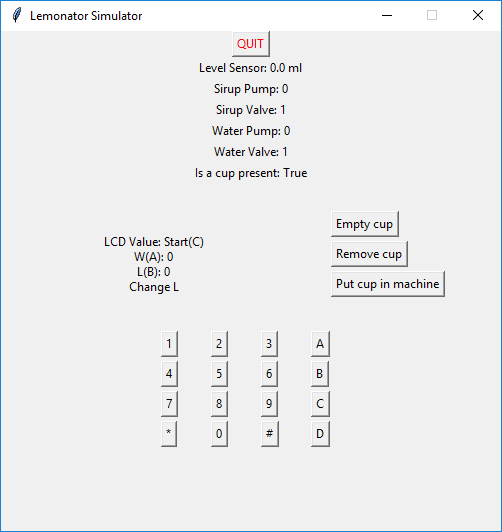 Lemonator Simulator
QUIT
Level Sensor: 0.0 ml
Sirup Pump: 0
Sirup Valve: 1
Water Pump: 0
Water Valve: 1
Is a cup present: True
LCD Value: Start(C)
W(A): 0
L(B): 0
Change L
Empty cup
Remove cup
Put cup in machine
1 2 3 A
4 5 6 B
7 8 9 C
* 0 # D